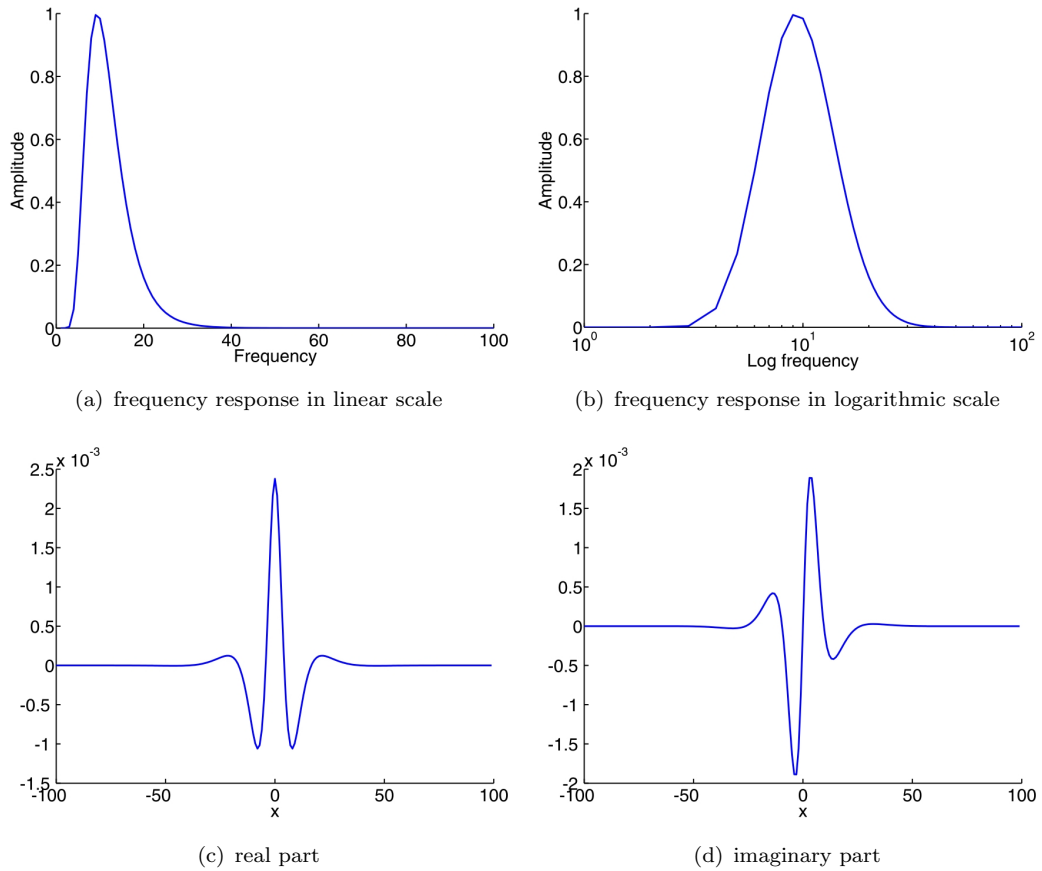 1
0.8
0.6
0.4
0.2
0
Amplitude
0 20 40 60 80 100
Frequency
(a) frequency response in linear scale
1
0.8
0.6
0.4
0.2
0
Amplitude
10^0 10^1 10^2
Log frequency
(b) frequency response in logarithmic scale
x 10^-3
2.5
2
1.5
1
0.5
0
-0.5
-1
-1.5
-100 -50 0 50 100
x
(c) real part
x 10^-3
2
1.5
1
0.5
0
-0.5
-1
-1.5
-2
-100 -50 0 50 100
x
(d) imaginary part